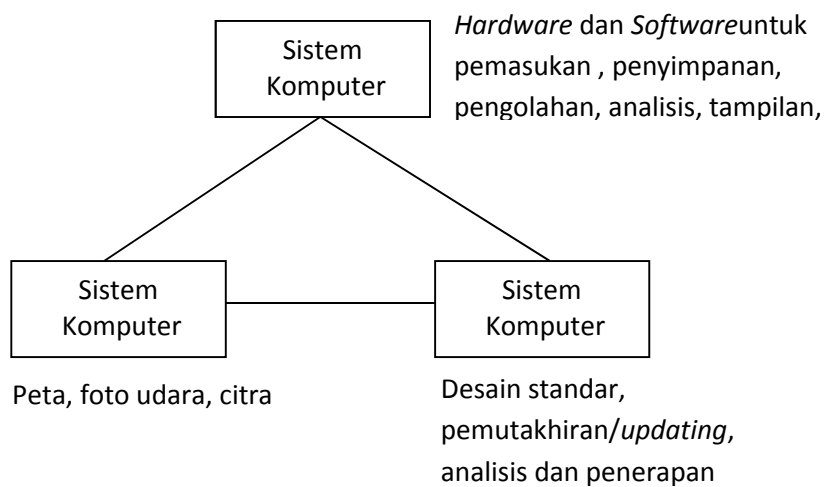 Sistem
Komputer
Hardware dan Softwareuntuk
pemasukan , penyimpanan,
pengolahan, analisis, tampilan,
Sistem
Komputer
Sistem
Komputer
Peta, foto udara, citra
Desain standar,
pemutakhiran/updating,
analisis dan penerapan